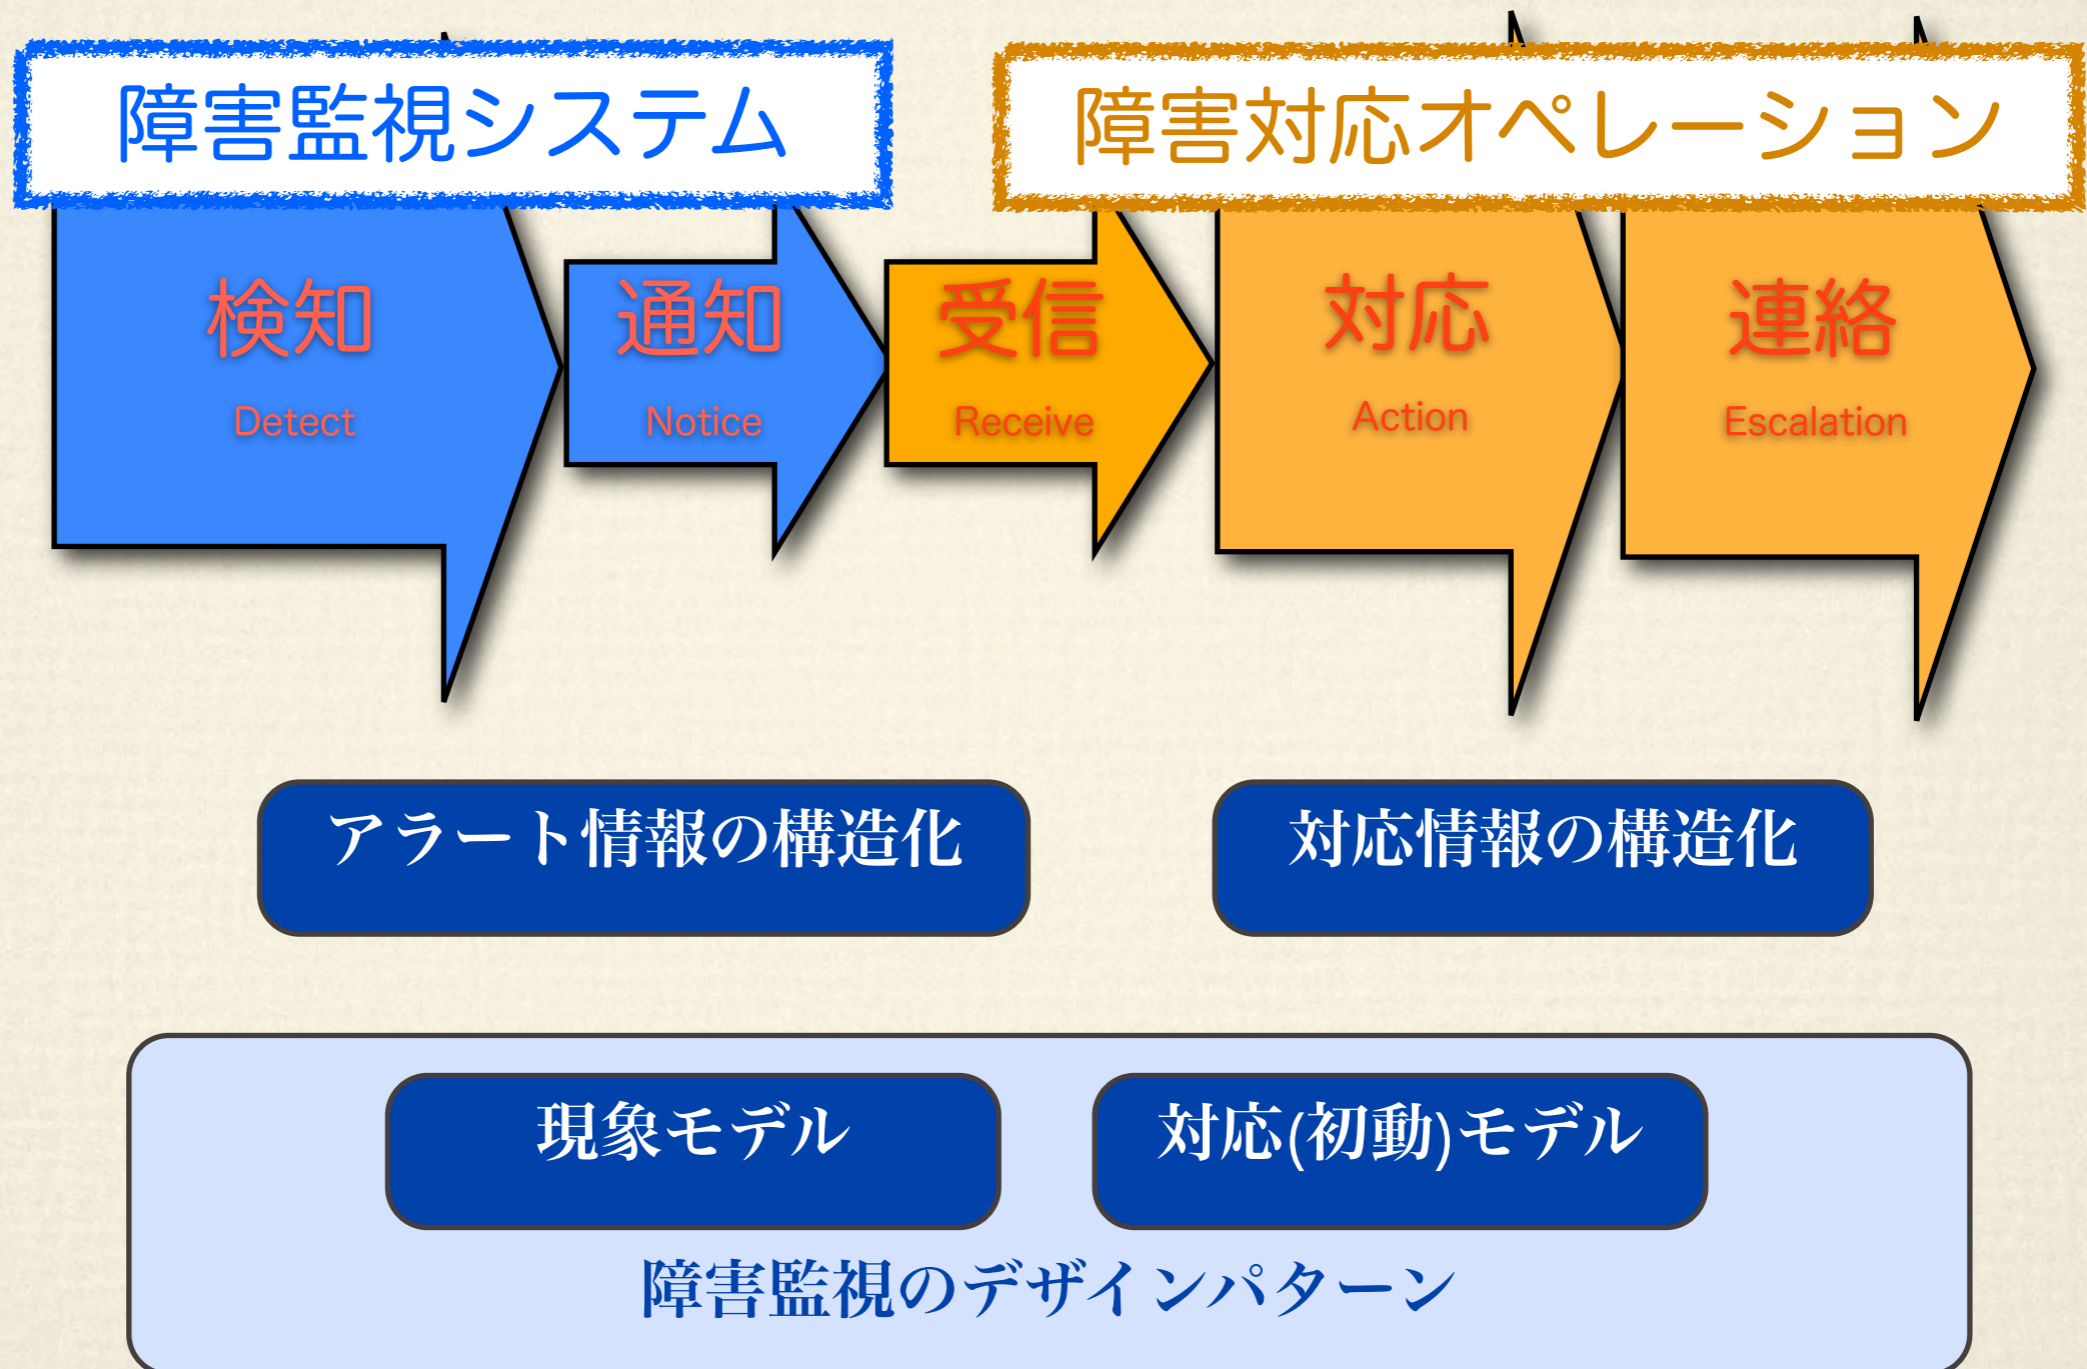 障害監視システム
障害対応オペレーション
検知
Detect
通知
Notice
受信
Receive
対応
Action
連絡
Escalation
アラート情報の構造化
対応情報の構造化
現象モデル
対応(初動)モデル
障害監視のデザインパターン